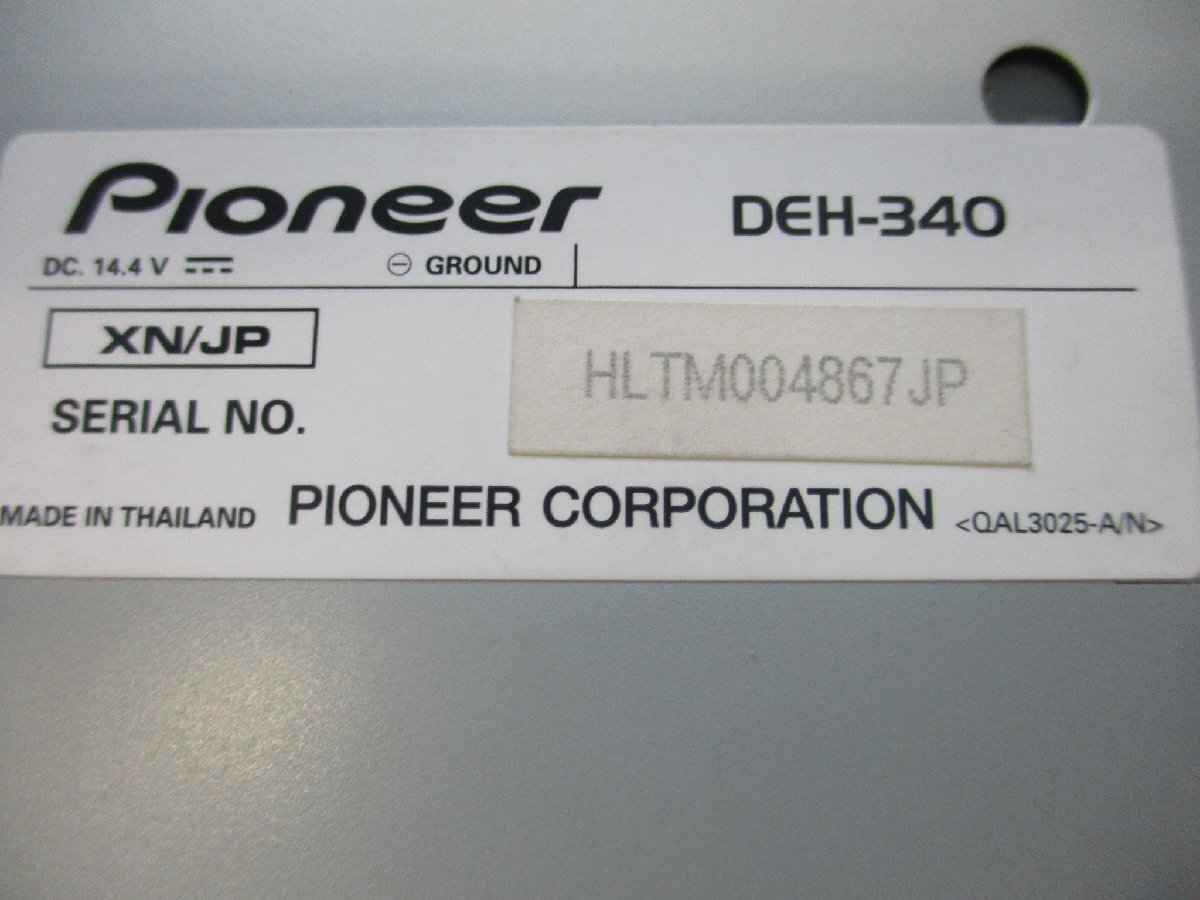 Pioneer DEH-340
DC. 14.4 V ⎓ ⊖ GROUND
XN/JP
HLTM004867JP
SERIAL NO.
MADE IN THAILAND PIONEER CORPORATION <QAL3025-A/N>